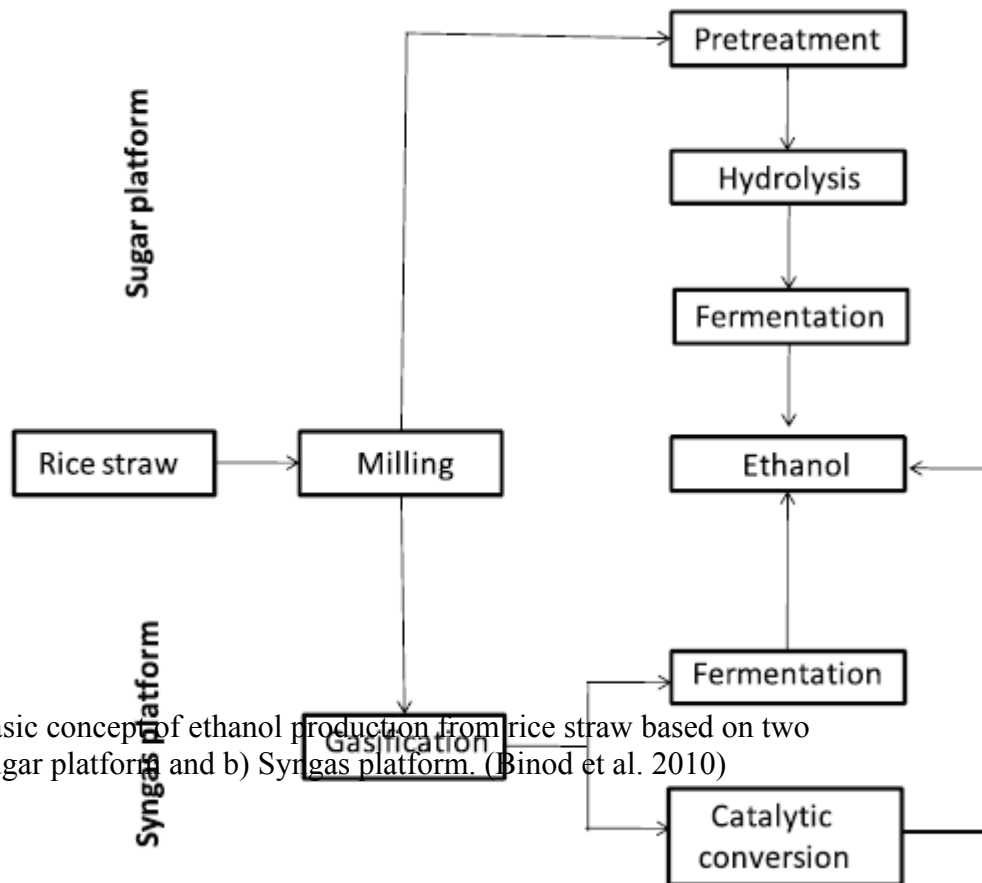 Pretreatment
Sugar platform
Hydrolysis
Fermentation
Rice straw
Milling
Ethanol
Syngas platform
Fermentation
Gasification
asic concept of ethanol production from rice straw based on two
gar platform and b) Syngas platform. (Binod et al. 2010)
Catalytic
conversion